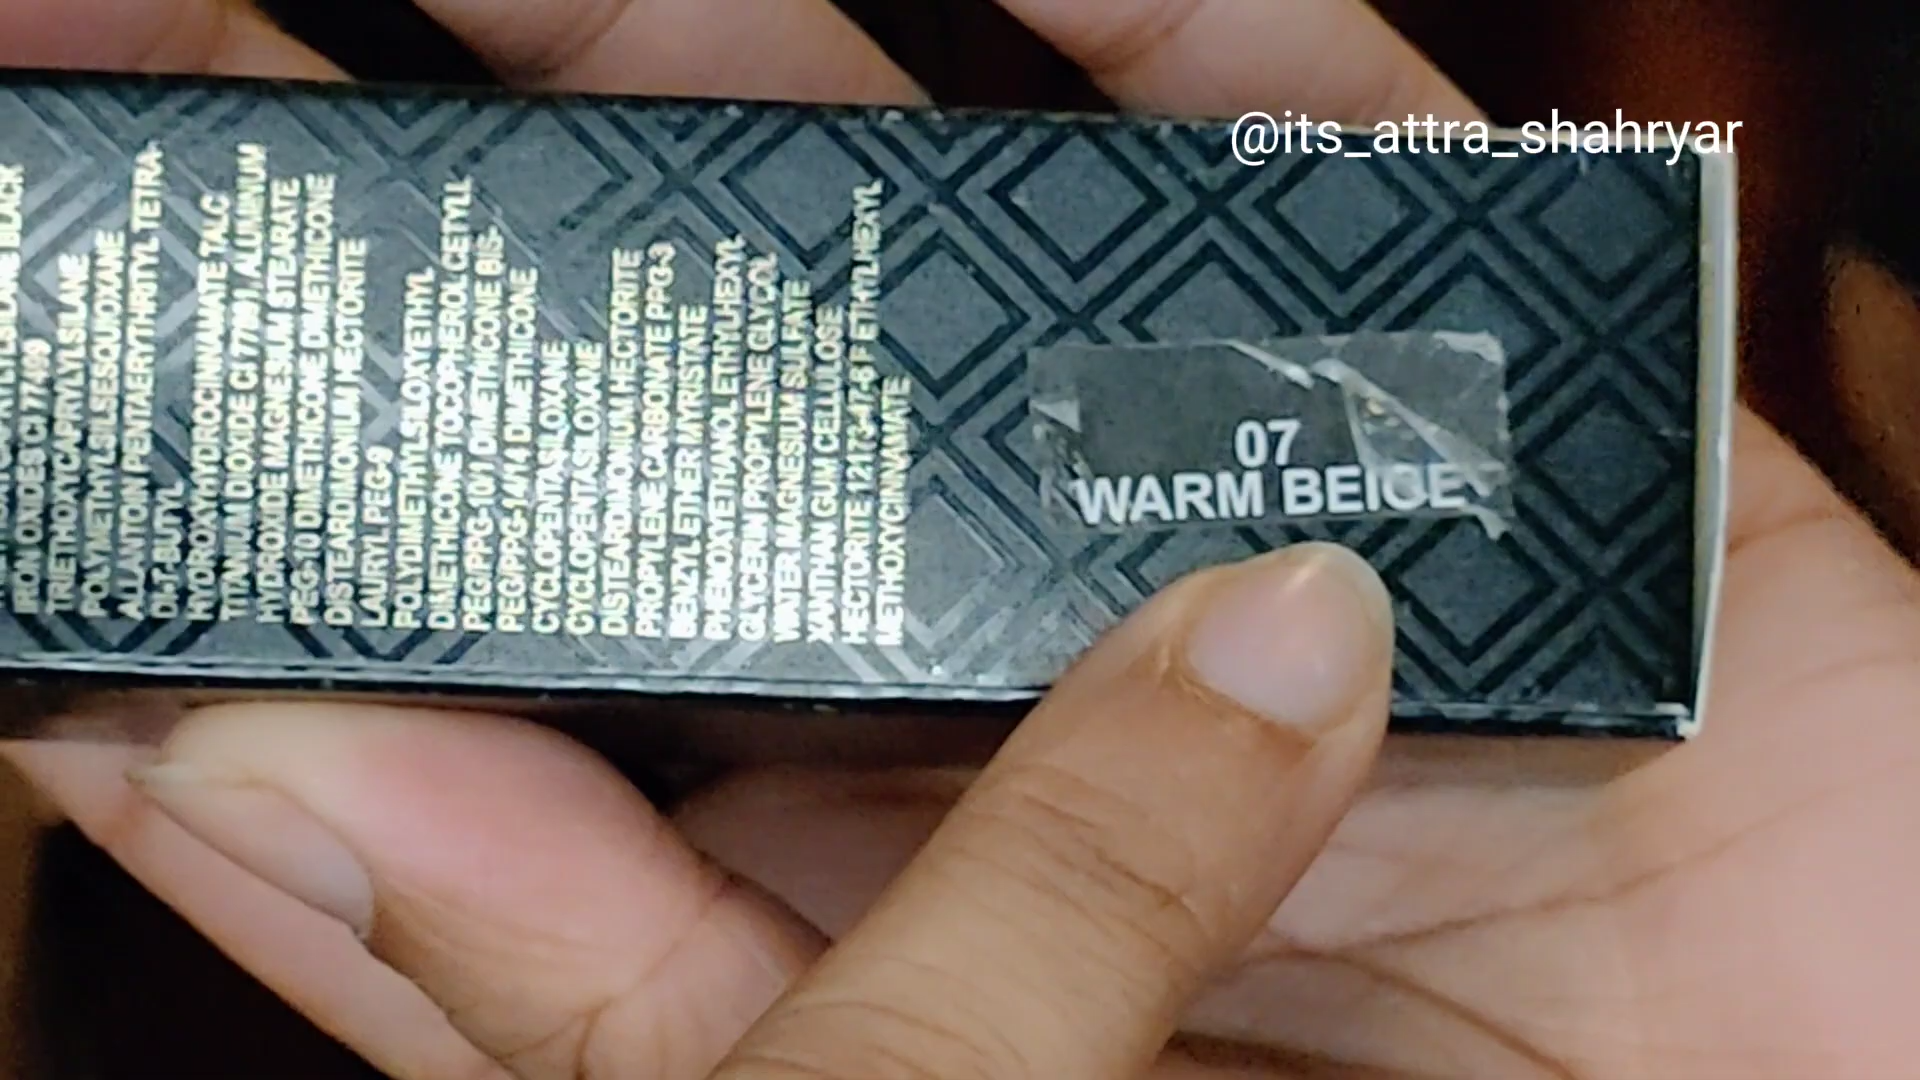 @its_attra_shahryar
07
WARM BEIGE
METHOXYCINNAMATE
HECTORITE
XANTHAN GUM CELLULOSE
WATER MAGNESIUM SULFATE
GLYCERIN PROPYLENE GLYCOL
PHENOXYETHANOL ETHYLHEXYL
BENZYL ETHER MYRISTATE
PROPYLENE CARBONATE PPG-3
DISTEARDIMONIUM HECTORITE
CYCLOPENTASILOXANE
CYCLOPENTASILOXANE
PEG/PPG-14/14 DIMETHICONE
PEG/PPG-10/1 DIMETHICONE BIS-
DIMETHICONE TOCOPHEROL CETYLL
POLYDIMETHYLSILOXYETHYL
LAURYL PEG-9
DISTEARDIMONIUM HECTORITE
PEG-10 DIMETHICONE DIMETHICONE
HYDROXIDE MAGNESIUM STEARATE
TITANIUM DIOXIDE CI 77891, ALUMINUM
HYDROXYHYDROCINNAMATE TALC
DI-T-BUTYL
ALLANTOIN PENTAERYTHRITYL TETRA-
POLYMETHYLSILSESQUIOXANE
TRIETHOXYCAPRYLYLSILANE
IRON OXIDES CI 77499
BLACK